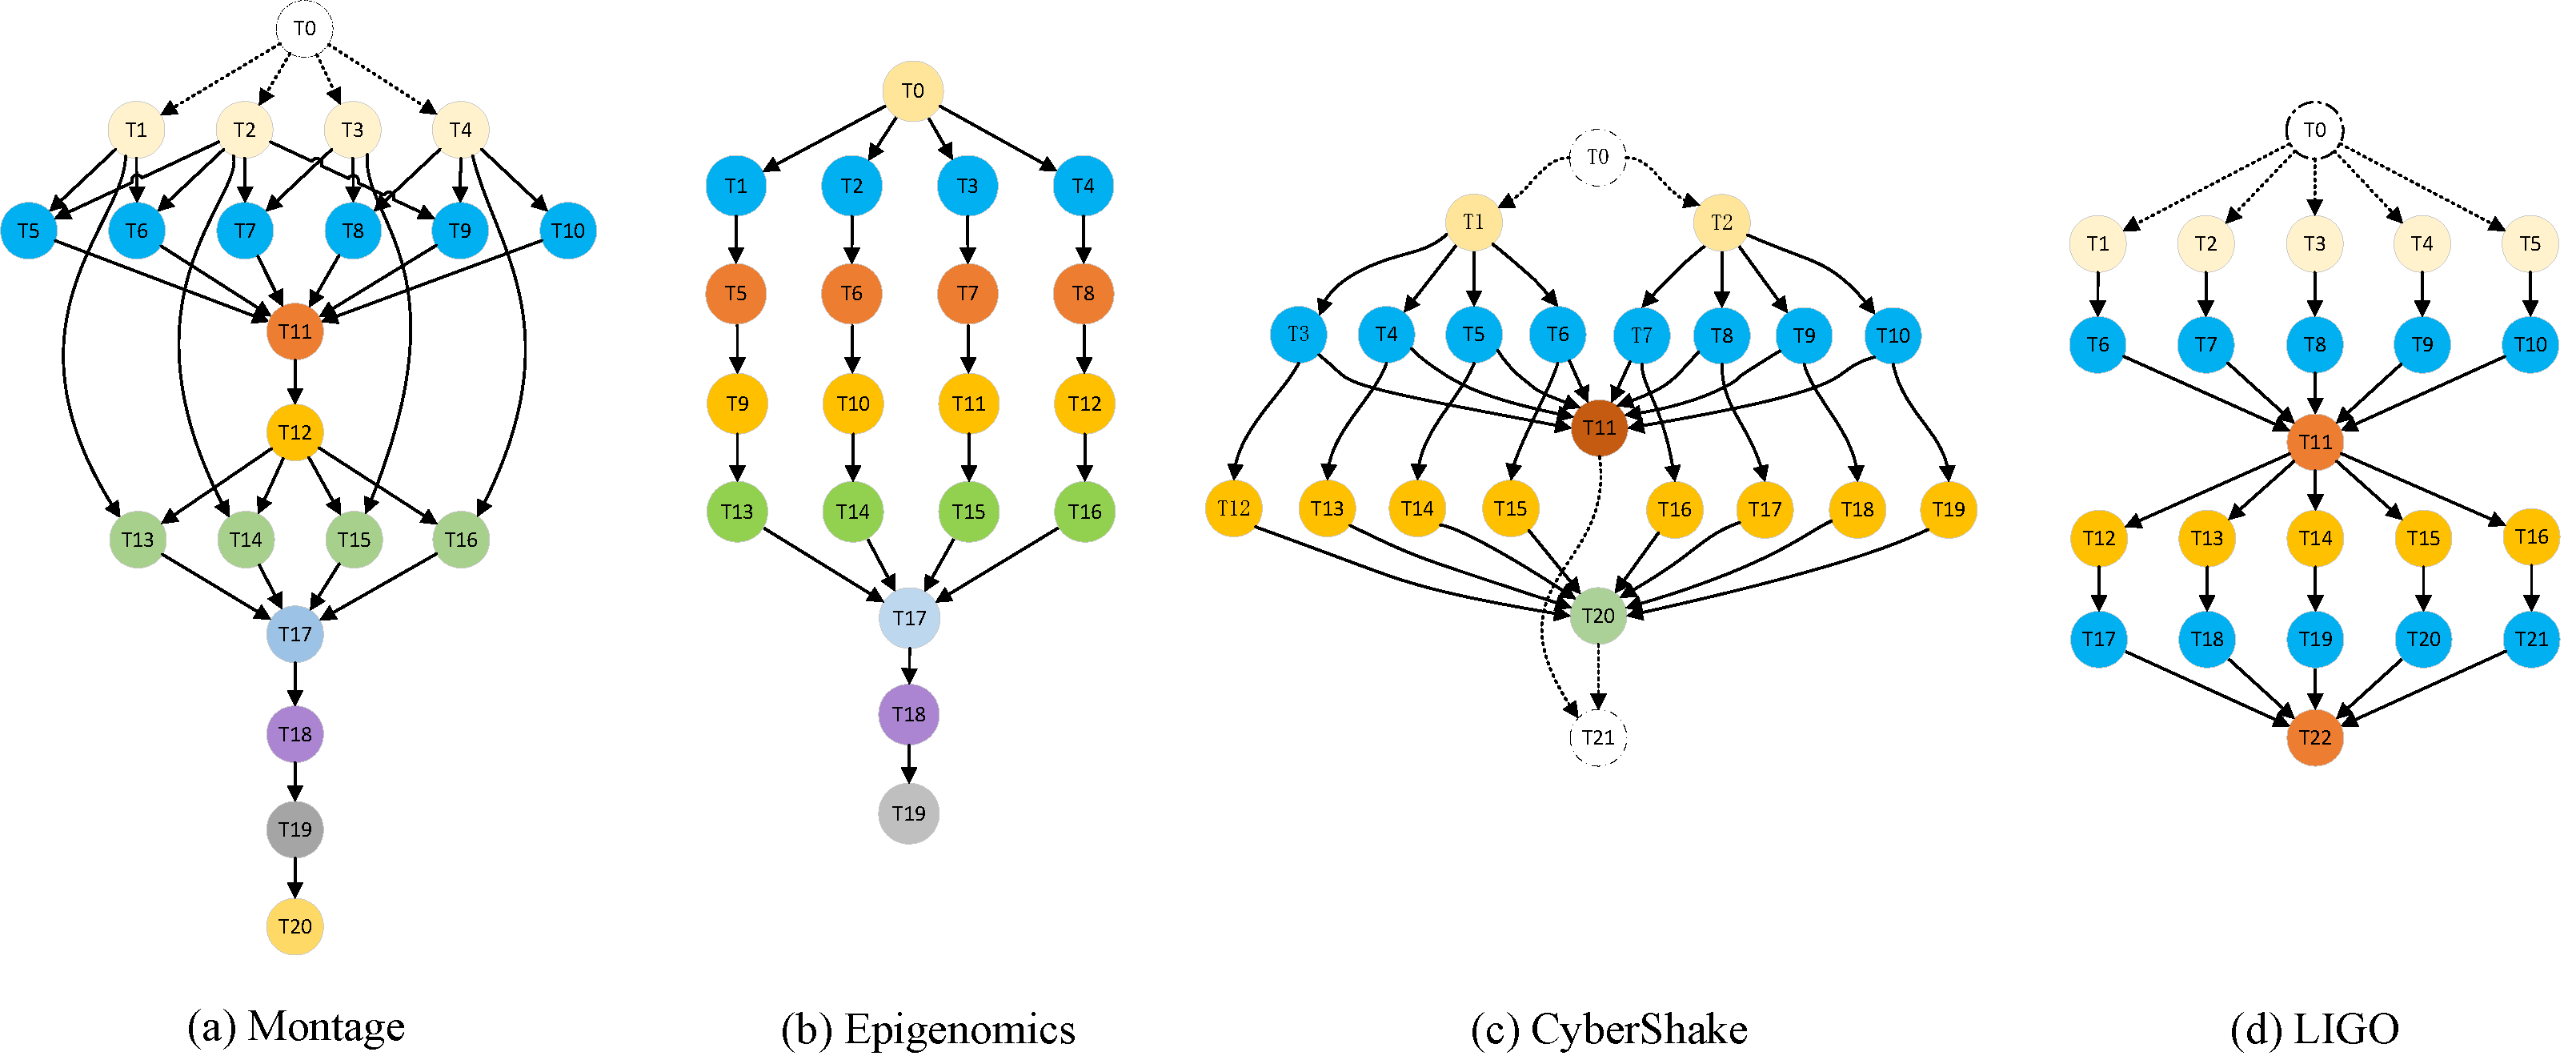 T0
T1 T2 T3 T4
T5 T6 T7 T8 T9 T10
T11
T12
T13 T14 T15 T16
T17
T18
T19
T20
(a) Montage
T0
T1 T2 T3 T4
T5 T6 T7 T8
T9 T10 T11 T12
T13 T14 T15 T16
T17
T18
T19
(b) Epigenomics
T0
T1 T2
T3 T4 T5 T6 T7 T8 T9 T10
T11
T12 T13 T14 T15 T16 T17 T18 T19
T20
T21
(c) CyberShake
T0
T1 T2 T3 T4 T5
T6 T7 T8 T9 T10
T11
T12 T13 T14 T15 T16
T17 T18 T19 T20 T21
T22
(d) LIGO